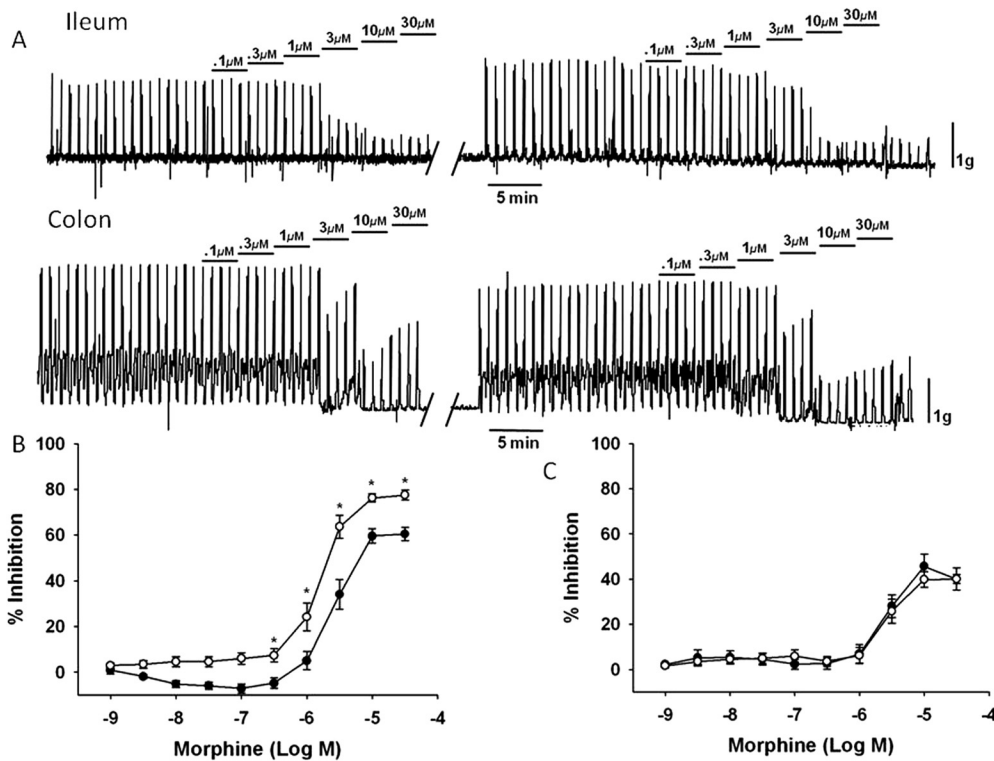 A
Ileum
.1µM
.3µM
1µM
3µM
10µM
30µM
.1µM
.3µM
1µM
3µM
10µM
30µM
1g
5 min
Colon
.1µM
.3µM
1µM
3µM
10µM
30µM
.1µM
.3µM
1µM
3µM
10µM
30µM
1g
5 min
B
% Inhibition
100
80
60
40
20
0
* * * * * *
-9 -8 -7 -6 -5 -4
Morphine (Log M)
C
% Inhibition
100
80
60
40
20
0
-9 -8 -7 -6 -5 -4
Morphine (Log M)